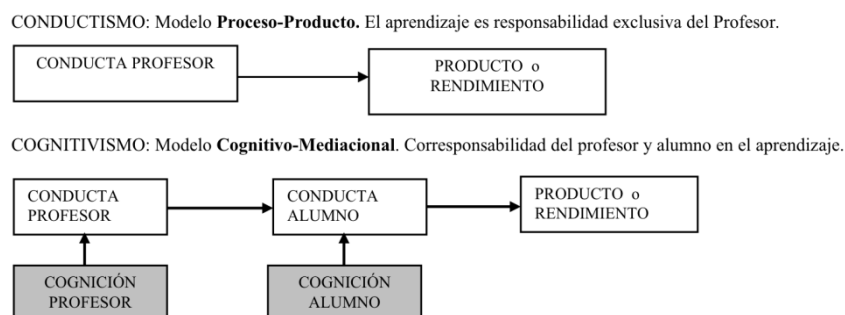 CONDUCTISMO: Modelo Proceso-Producto. El aprendizaje es responsabilidad exclusiva del Profesor.
CONDUCTA PROFESOR
PRODUCTO o
RENDIMIENTO
COGNITIVISMO: Modelo Cognitivo-Mediacional. Corresponsabilidad del profesor y alumno en el aprendizaje.
CONDUCTA
PROFESOR
CONDUCTA
ALUMNO
PRODUCTO o
RENDIMIENTO
COGNICIÓN
PROFESOR
COGNICIÓN
ALUMNO